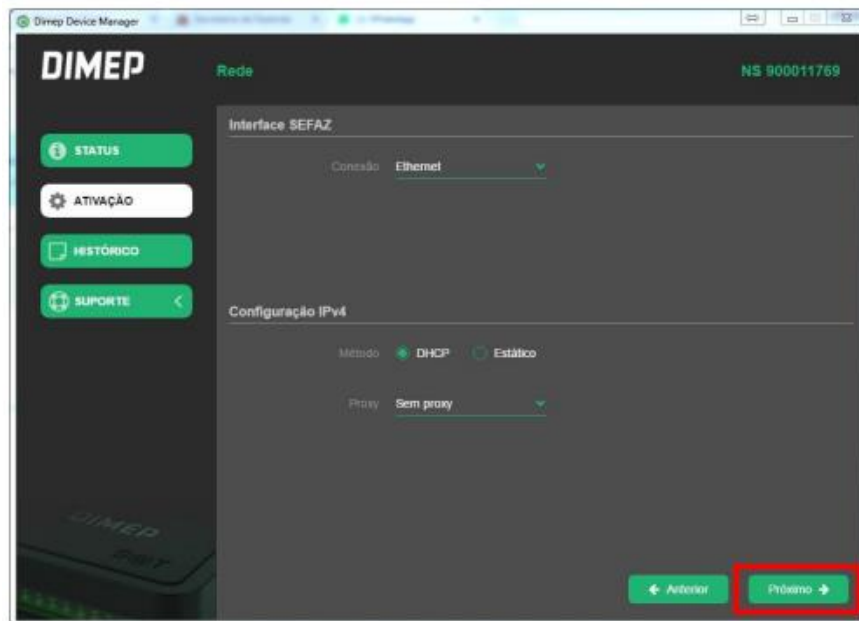 Dimep Device Manager
DIMEP
Rede
NS 900011769
STATUS
ATIVAÇÃO
HISTÓRICO
SUPORTE
Interface SEFAZ
Conexão Ethernet
Configuração IPv4
Método DHCP Estático
Proxy Sem proxy
DIMEP
Anterior
Próximo